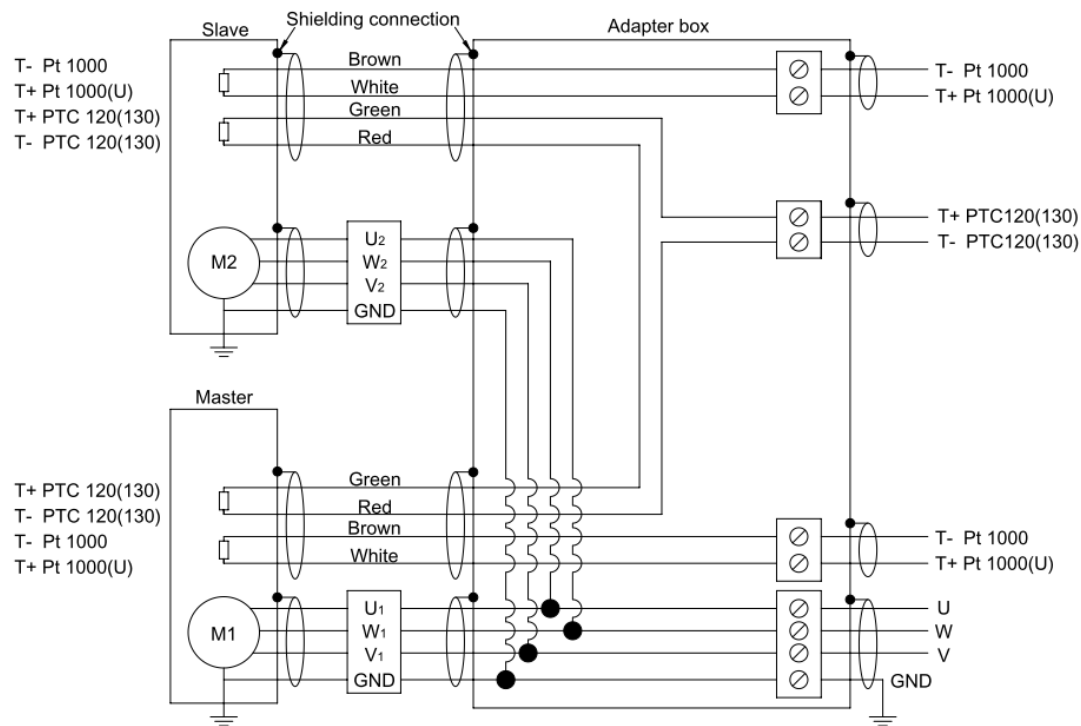 Shielding connection
Slave
Adapter box
T- Pt 1000
T+ Pt 1000(U)
T+ PTC 120(130)
T- PTC 120(130)
Brown
White
Green
Red
T- Pt 1000
T+ Pt 1000(U)
T+ PTC120(130)
T- PTC120(130)
M2
U2
W2
V2
GND
Master
T+ PTC 120(130)
T- PTC 120(130)
T- Pt 1000
T+ Pt 1000(U)
Green
Red
Brown
White
T- Pt 1000
T+ Pt 1000(U)
M1
U1
W1
V1
GND
U
W
V
GND